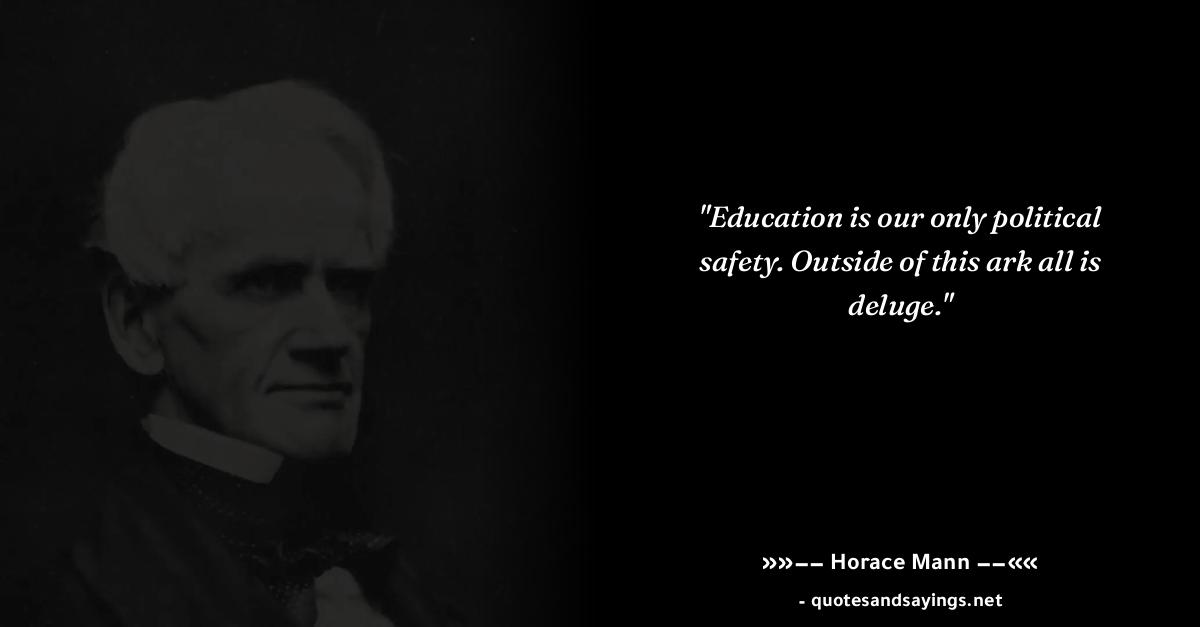 "Education is our only political
safety. Outside of this ark all is
deluge."
»»–– Horace Mann ––««
- quotesandsayings.net